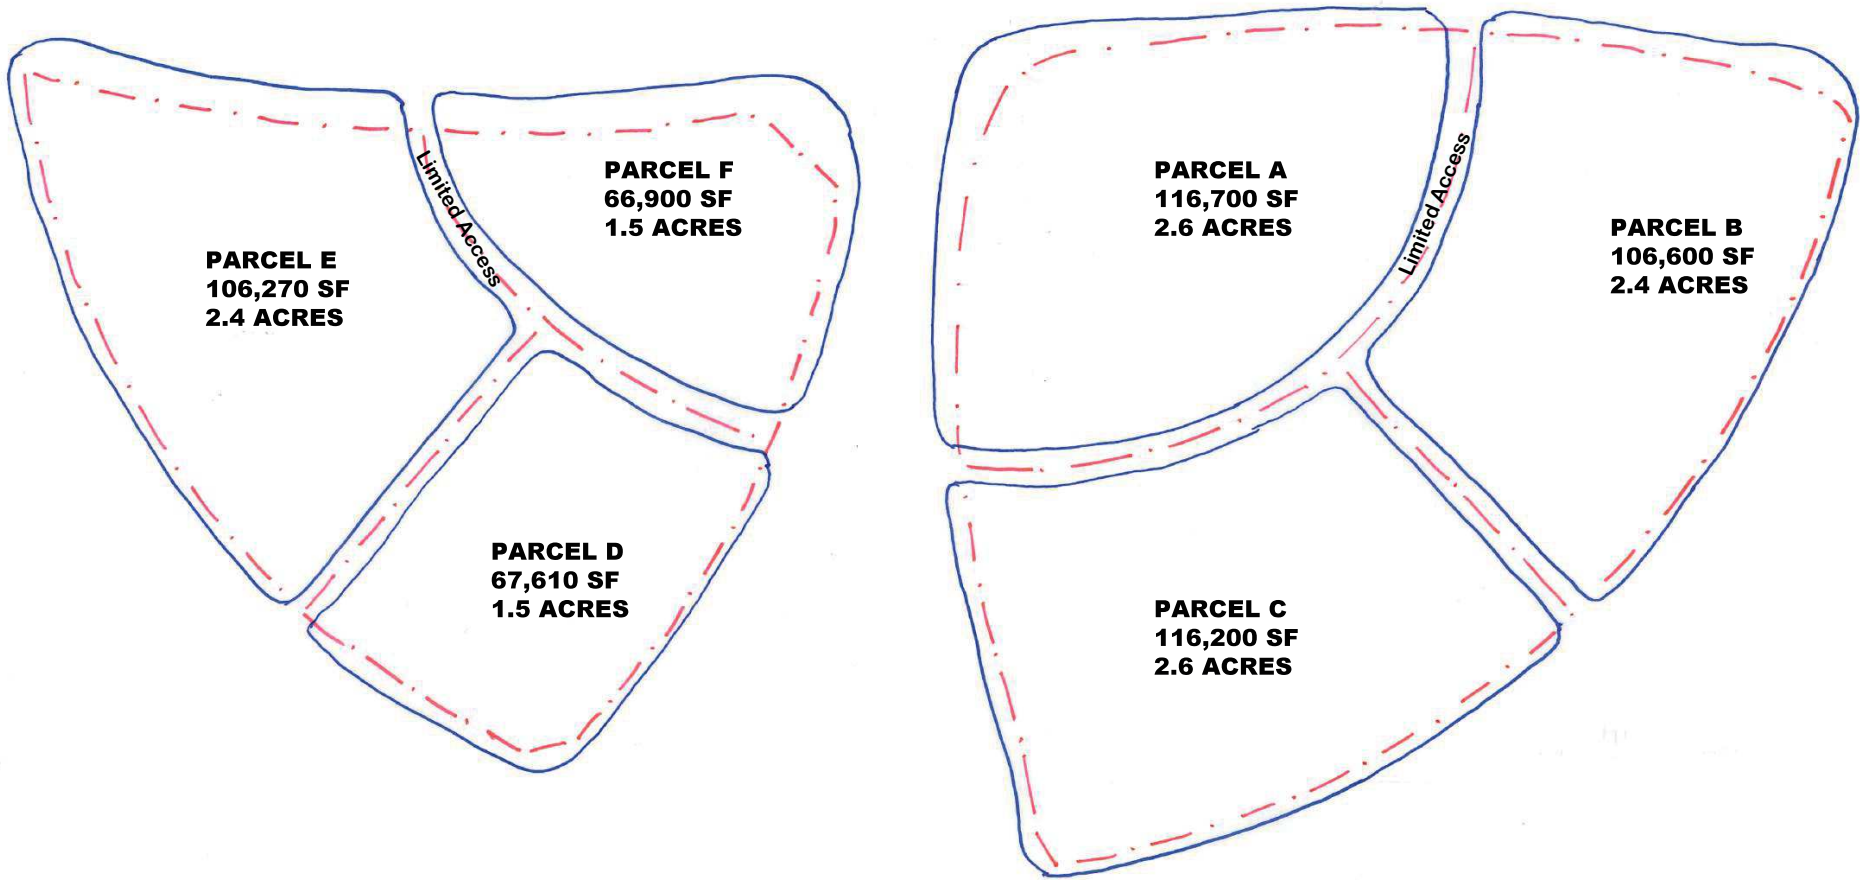 PARCEL E
106,270 SF
2.4 ACRES
Limited Access
PARCEL F
66,900 SF
1.5 ACRES
PARCEL D
67,610 SF
1.5 ACRES
PARCEL A
116,700 SF
2.6 ACRES
Limited Access
PARCEL B
106,600 SF
2.4 ACRES
PARCEL C
116,200 SF
2.6 ACRES